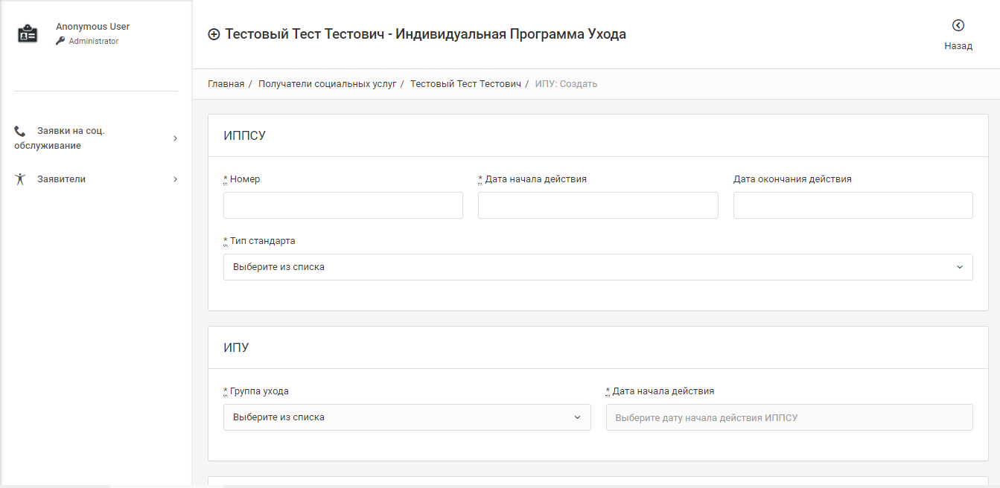 Anonymous User
Administrator
Заявки на соц.
обслуживание
Заявители
Тестовый Тест Тестович - Индивидуальная Программа Ухода
Назад
Главная / Получатели социальных услуг / Тестовый Тест Тестович / ИПУ: Создать
ИППСУ
* Номер
* Дата начала действия
Дата окончания действия
* Тип стандарта
Выберите из списка
ИПУ
* Группа ухода
* Дата начала действия
Выберите из списка
Выберите дату начала действия ИППСУ